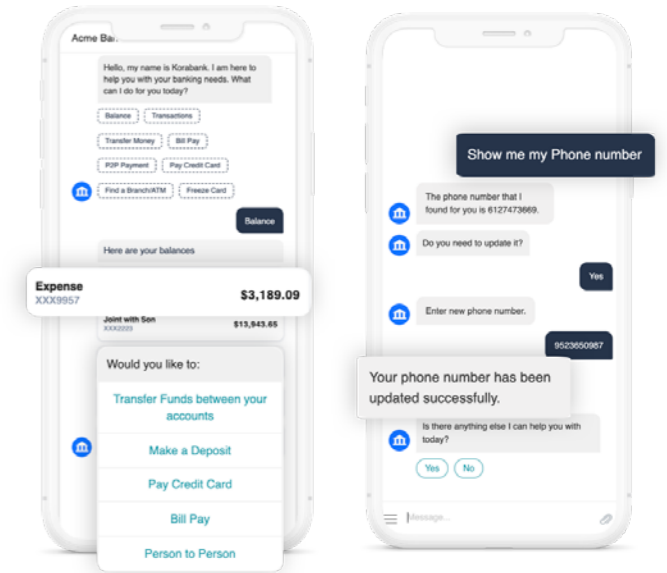 Acme Ba
Hello, my name is Korabank. I am here to
help you with your banking needs. What
can I do for you today?
Balance Transactions
Transfer Money Bill Pay
P2P Payment Pay Credit Card
Find a Branch/ATM Freeze Card
Balance
Here are your balances
Expense
XXX9957
$3,189.09
Joint with Son
XXX2223
$13,943.65
Would you like to:
Transfer Funds between your
accounts
Make a Deposit
Pay Credit Card
Bill Pay
Person to Person
Show me my Phone number
The phone number that I
found for you is 6127473669.
Do you need to update it?
Yes
Enter new phone number.
9523650987
Your phone number has been
updated successfully.
Is there anything else I can help you with
today?
Yes No
Message...